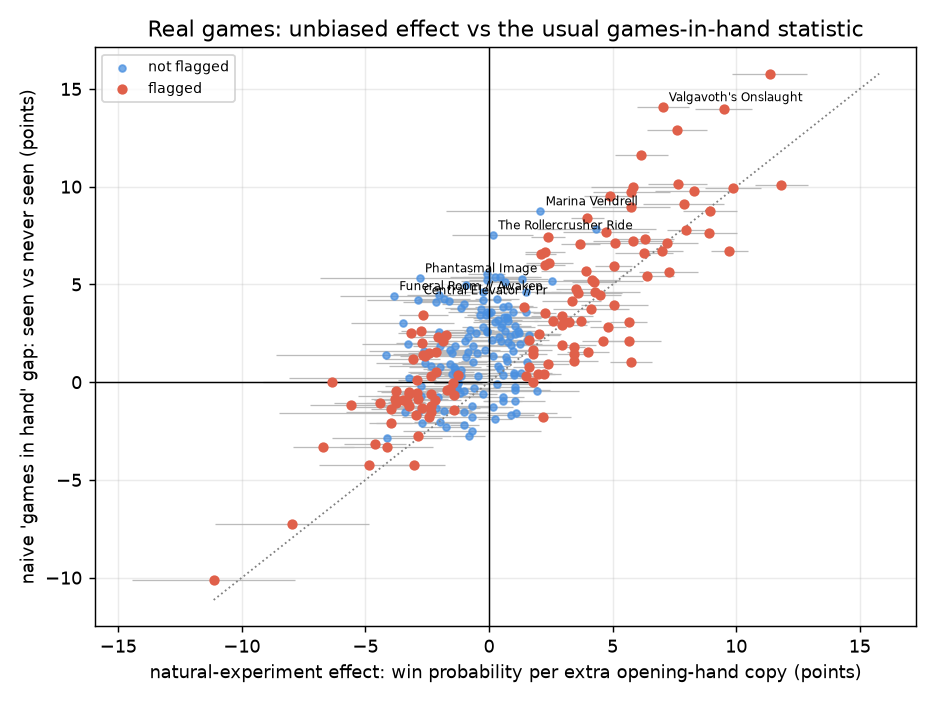 Real games: unbiased effect vs the usual games-in-hand statistic
not flagged
flagged
Valgavoth's Onslaught
Marina Vendrell
The Rollercrusher Ride
Phantasmal Image
Funeral Room // Awaken
Central Elevator // Pr
15
10
5
0
−5
−10
−15
−10
−5
0
5
10
15
naive 'games in hand' gap: seen vs never seen (points)
natural-experiment effect: win probability per extra opening-hand copy (points)